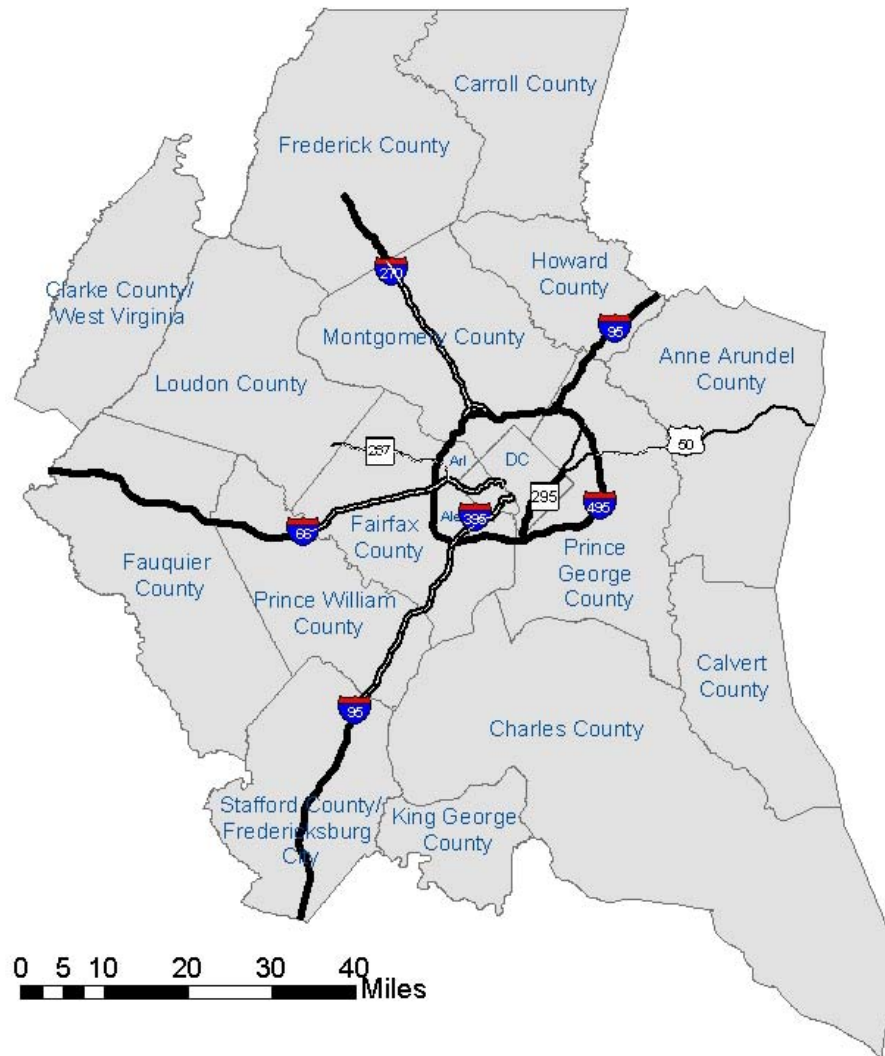 Carroll County
Frederick County
270
Howard
County
Clarke County/
West Virginia
95
Montgomery County
Anne Arundel
County
Loudon County
50
267
Arl
DC
295
Ale
395
495
66
Fairfax
County
Fauquier
County
Prince
George
County
Prince William
County
Calvert
County
95
Charles County
Stafford County/
Fredericksburg
City
King George
County
0 5 10 20 30 40
Miles